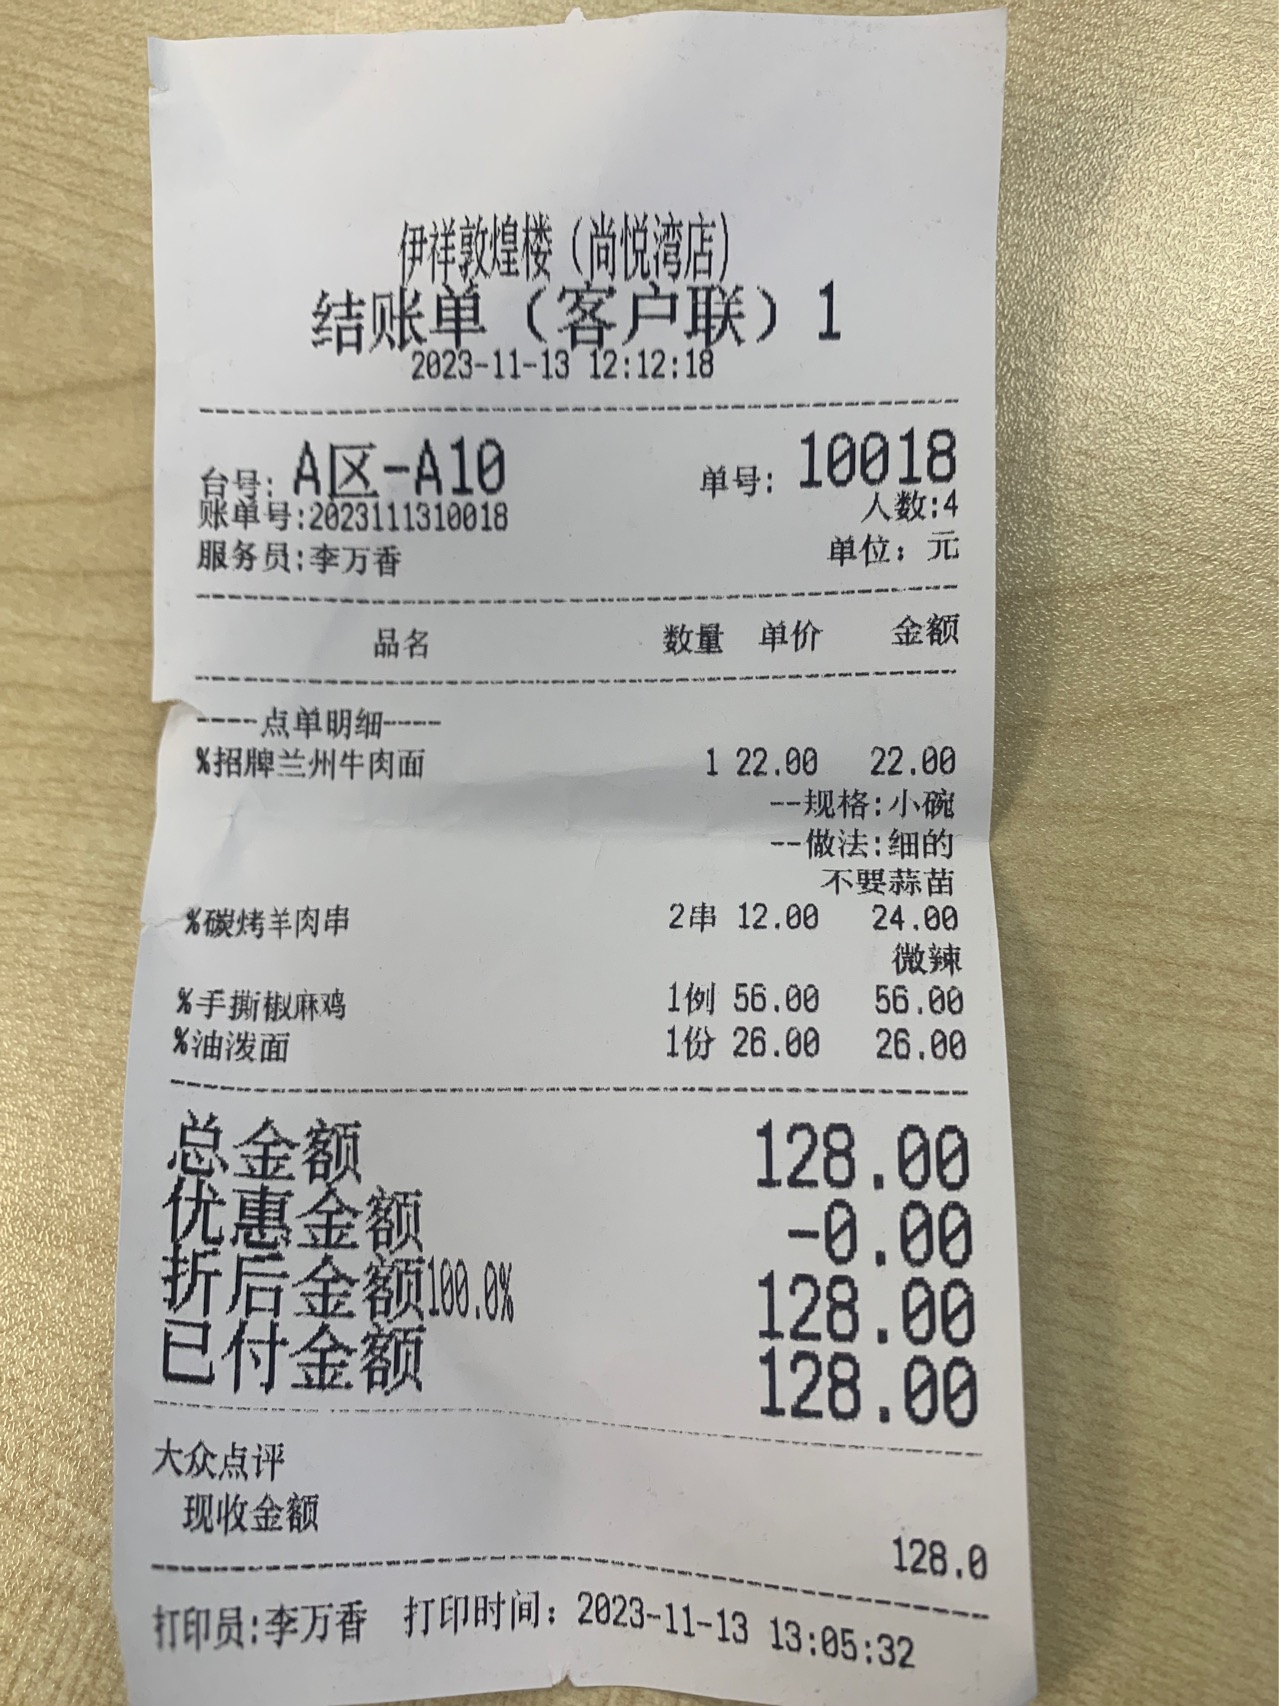 伊祥敦煌楼（尚悦湾店）
结账单（客户联）1
2023-11-13 12:12:18
台号: A区-A10 单号: 10018
账单号:2023111310018 人数:4
服务员:李万香 单位：元
品名 数量 单价 金额
----点单明细----
%招牌兰州牛肉面 1 22.00 22.00
--规格:小碗
--做法:细的
不要蒜苗
%碳烤羊肉串 2串 12.00 24.00
微辣
%手撕椒麻鸡 1例 56.00 56.00
%油泼面 1份 26.00 26.00
总金额 128.00
优惠金额 -0.00
折后金额100.0% 128.00
已付金额 128.00
大众点评
现收金额 128.0
打印员:李万香 打印时间：2023-11-13 13:05:32